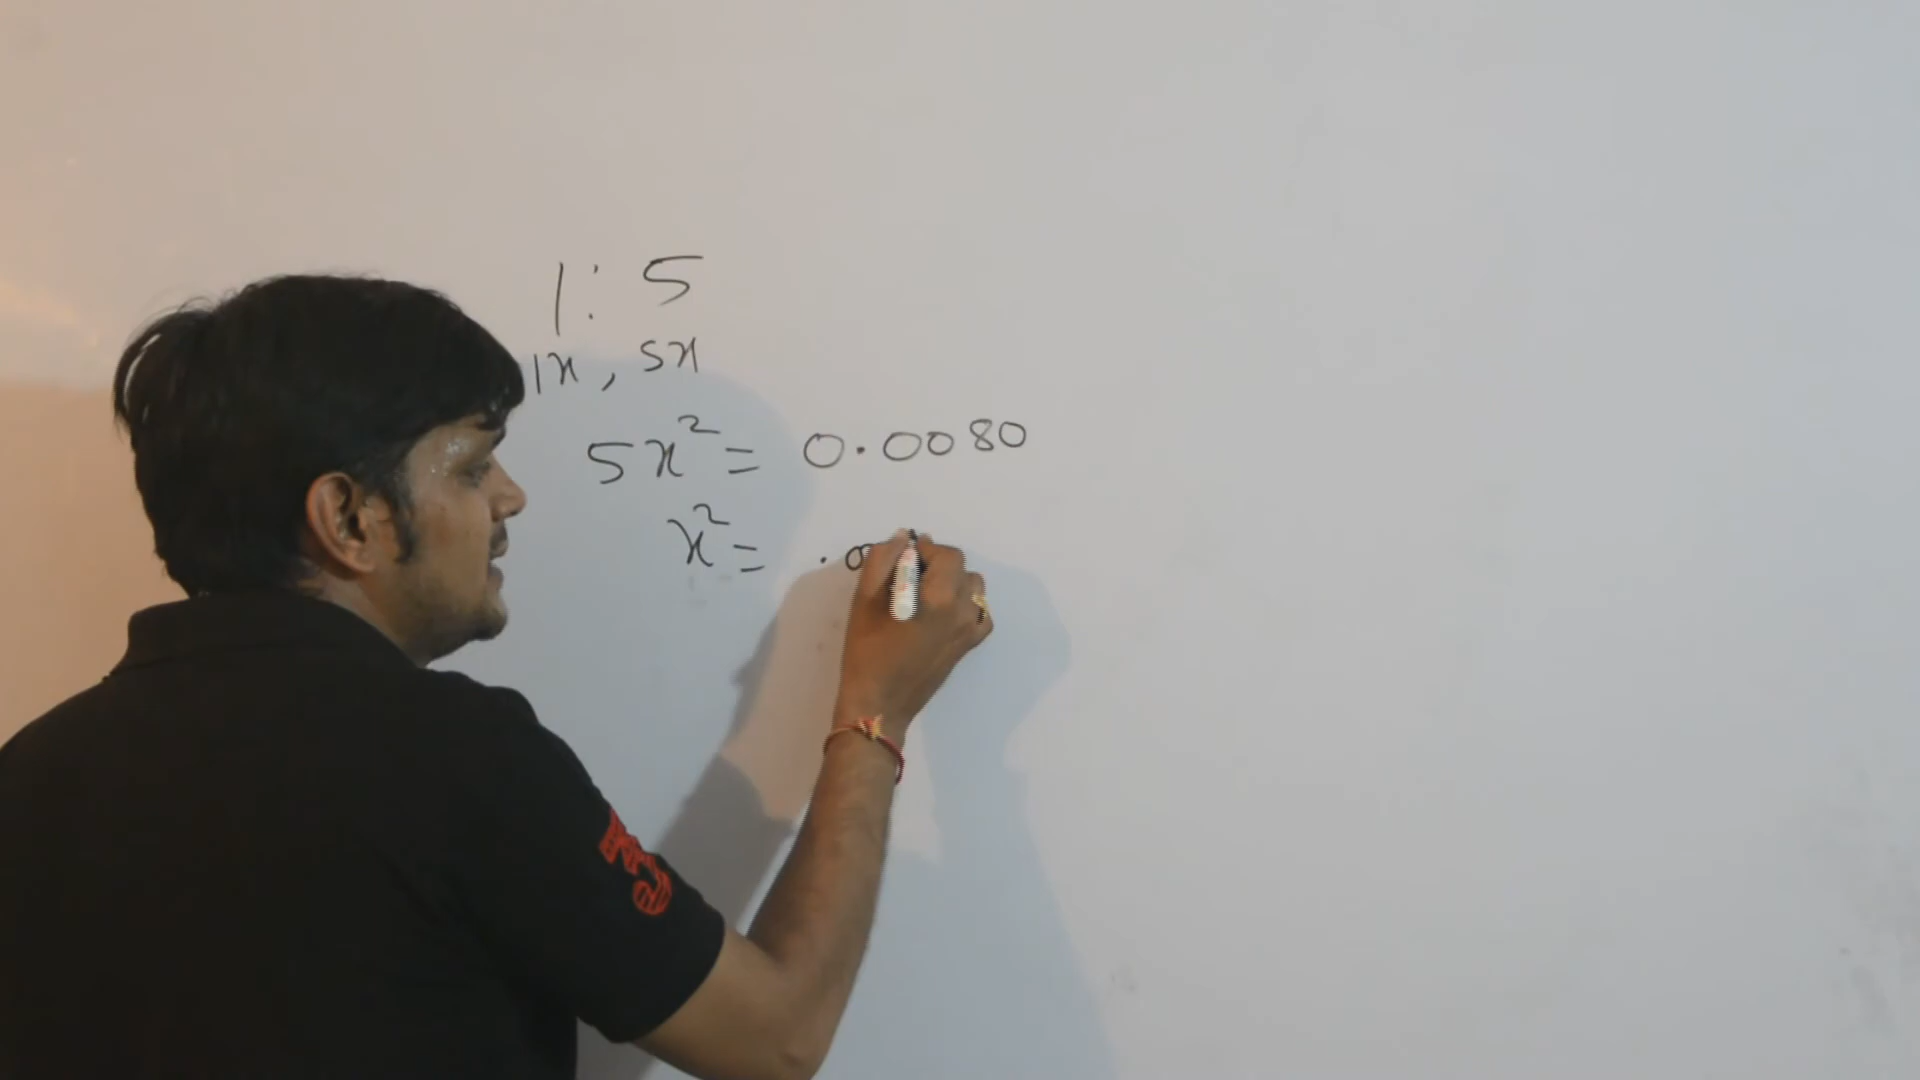 1 : 5
1x , 5x
5x² = 0.0080
x² = .0